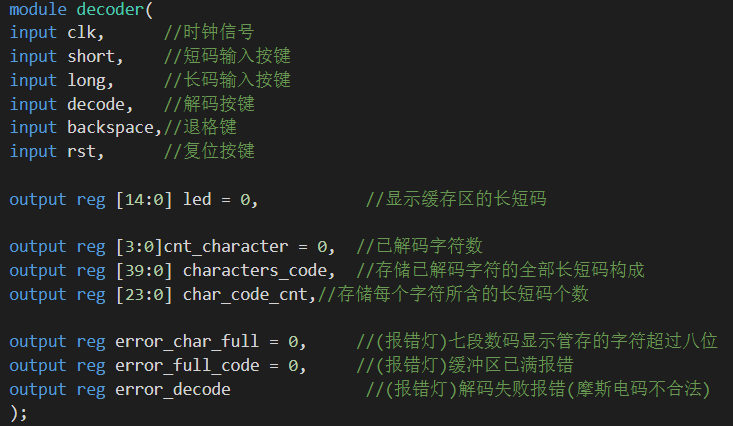 module decoder(
input clk,      //时钟信号
input short,    //短码输入按键
input long,     //长码输入按键
input decode,   //解码按键
input backspace,//退格键
input rst,      //复位按键
output reg [14:0] led = 0,           //显示缓存区的长短码
output reg [3:0]cnt_character = 0,  //已解码字符数
output reg [39:0] characters_code,  //存储已解码字符的全部长短码构成
output reg [23:0] char_code_cnt,//存储每个字符所含的长短码个数
output reg error_char_full = 0,     //(报错灯)七段数码显示管存的字符超过八位
output reg error_full_code = 0,     //(报错灯)缓冲区已满报错
output reg error_decode             //(报错灯)解码失败报错(摩斯电码不合法)
);